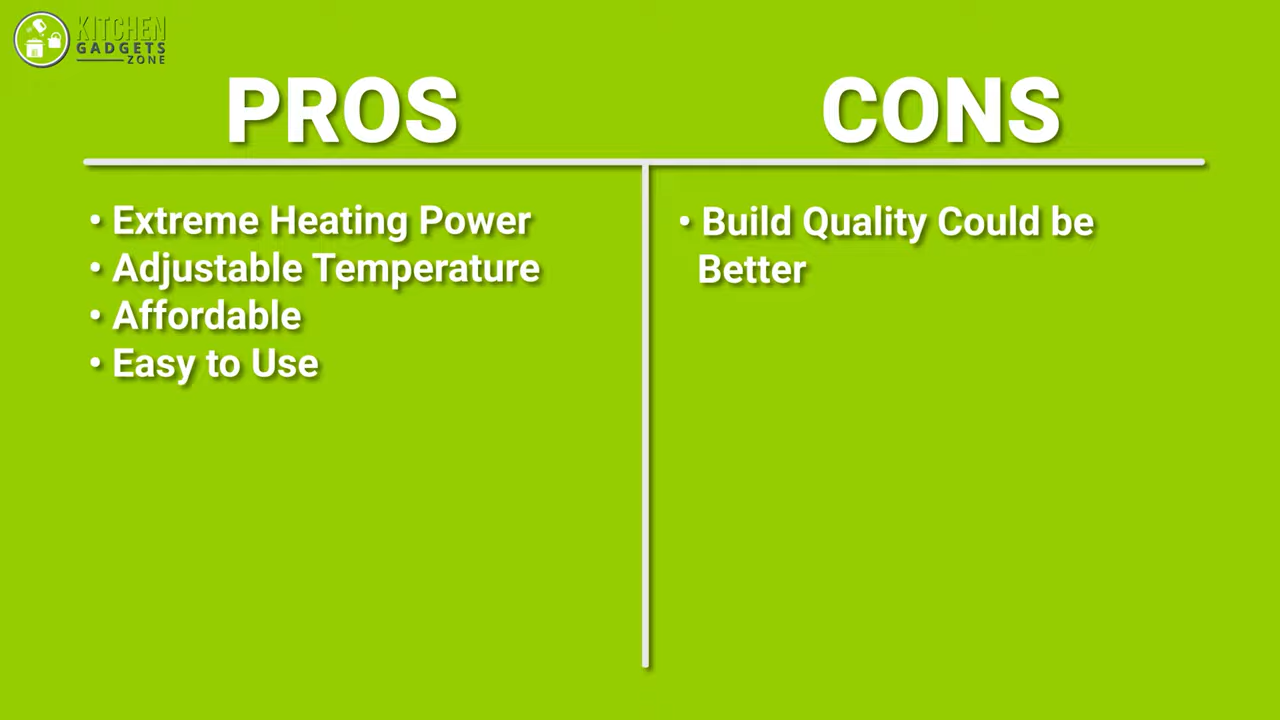 KITCHEN
GADGETS
ZONE
PROS
CONS
• Extreme Heating Power
• Adjustable Temperature
• Affordable
• Easy to Use
• Build Quality Could be
Better